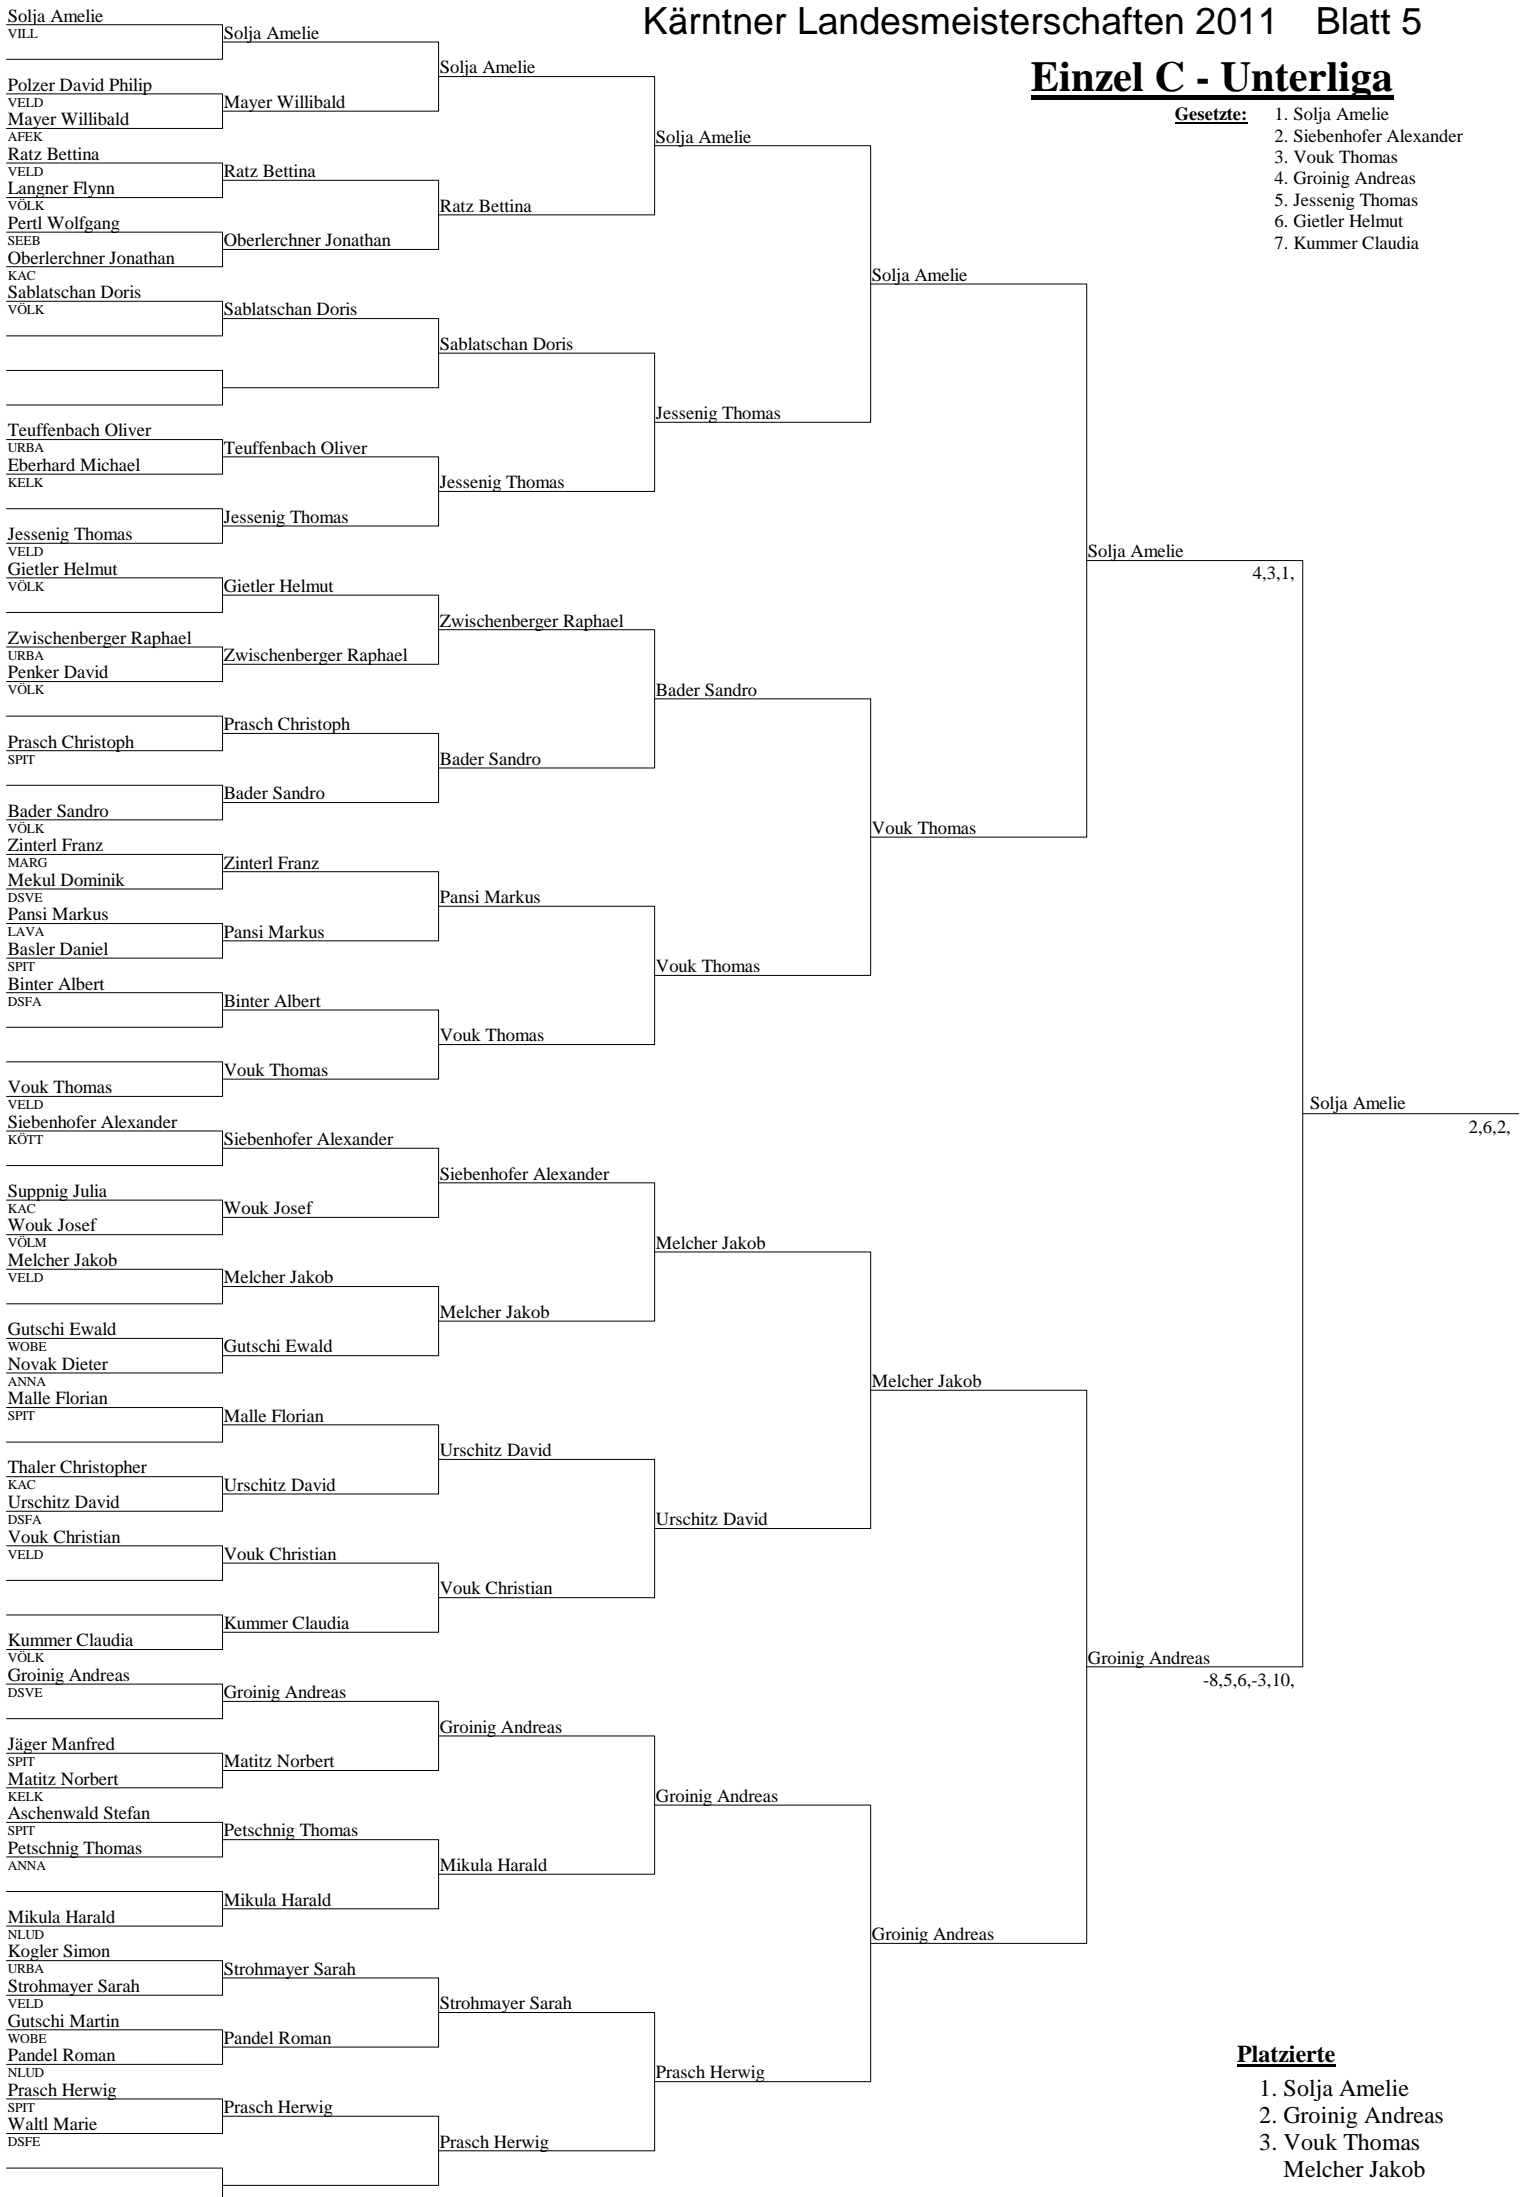 Kärntner Landesmeisterschaften 2011 Blatt 5
Einzel C - Unterliga
Gesetzte:
1. Solja Amelie
2. Siebenhofer Alexander
3. Vouk Thomas
4. Groinig Andreas
5. Jessenig Thomas
6. Gietler Helmut
7. Kummer Claudia
Solja Amelie
VILL
Polzer David Philip
VELD
Mayer Willibald
AFEK
Ratz Bettina
VELD
Langner Flynn
VÖLK
Pertl Wolfgang
SEEB
Oberlerchner Jonathan
KAC
Sablatschan Doris
VÖLK
Teuffenbach Oliver
URBA
Eberhard Michael
KELK
Jessenig Thomas
VELD
Gietler Helmut
VÖLK
Zwischenberger Raphael
URBA
Penker David
VÖLK
Prasch Christoph
SPIT
Bader Sandro
VÖLK
Zinterl Franz
MARG
Mekul Dominik
DSVE
Pansi Markus
LAVA
Basler Daniel
SPIT
Binter Albert
DSFA
Vouk Thomas
VELD
Siebenhofer Alexander
KÖTT
Suppnig Julia
KAC
Wouk Josef
VÖLM
Melcher Jakob
VELD
Gutschi Ewald
WOBE
Novak Dieter
ANNA
Malle Florian
SPIT
Thaler Christopher
KAC
Urschitz David
DSFA
Vouk Christian
VELD
Kummer Claudia
VÖLK
Groinig Andreas
DSVE
Jäger Manfred
SPIT
Matitz Norbert
KELK
Aschenwald Stefan
SPIT
Petschnig Thomas
ANNA
Mikula Harald
NLUD
Kogler Simon
URBA
Strohmayer Sarah
VELD
Gutschi Martin
WOBE
Pandel Roman
NLUD
Prasch Herwig
SPIT
Waltl Marie
DSFE
Solja Amelie
Mayer Willibald
Ratz Bettina
Oberlerchner Jonathan
Sablatschan Doris
Teuffenbach Oliver
Jessenig Thomas
Gietler Helmut
Zwischenberger Raphael
Prasch Christoph
Bader Sandro
Zinterl Franz
Pansi Markus
Binter Albert
Vouk Thomas
Siebenhofer Alexander
Wouk Josef
Melcher Jakob
Gutschi Ewald
Malle Florian
Urschitz David
Vouk Christian
Kummer Claudia
Groinig Andreas
Matitz Norbert
Petschnig Thomas
Mikula Harald
Strohmayer Sarah
Pandel Roman
Prasch Herwig
Solja Amelie
Ratz Bettina
Sablatschan Doris
Jessenig Thomas
Zwischenberger Raphael
Bader Sandro
Pansi Markus
Vouk Thomas
Siebenhofer Alexander
Melcher Jakob
Urschitz David
Vouk Christian
Groinig Andreas
Mikula Harald
Strohmayer Sarah
Prasch Herwig
Solja Amelie
Jessenig Thomas
Bader Sandro
Vouk Thomas
Melcher Jakob
Urschitz David
Groinig Andreas
Prasch Herwig
Solja Amelie
Vouk Thomas
Melcher Jakob
Groinig Andreas
Solja Amelie
4,3,1,
Groinig Andreas
-8,5,6,-3,10,
Solja Amelie
2,6,2,
Platzierte
1. Solja Amelie
2. Groinig Andreas
3. Vouk Thomas
Melcher Jakob